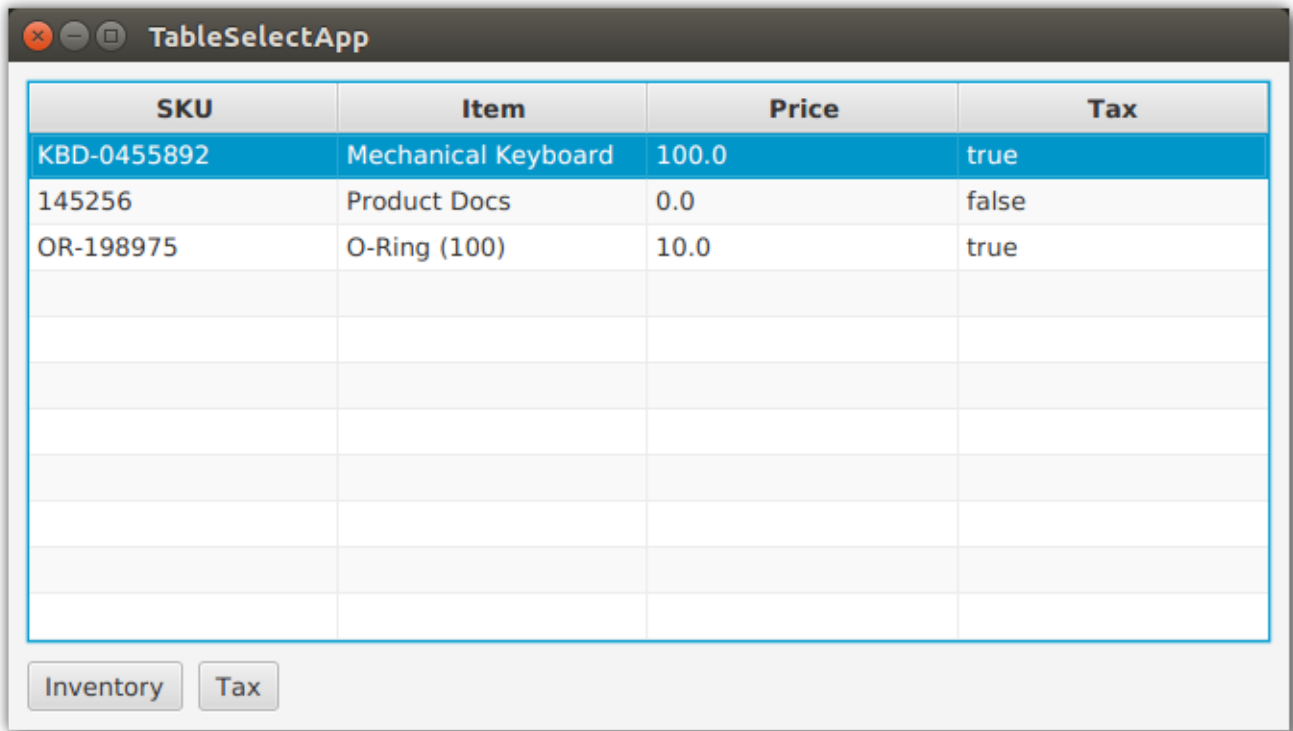 TableSelectApp
SKU Item Price Tax
KBD-0455892 Mechanical Keyboard 100.0 true
145256 Product Docs 0.0 false
OR-198975 O-Ring (100) 10.0 true
Inventory Tax